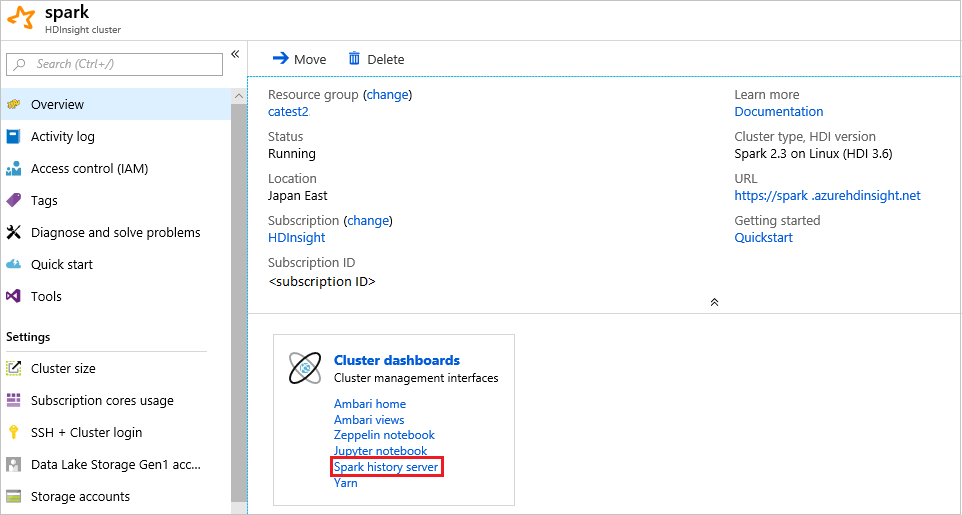 spark
HDInsight cluster
«
Search (Ctrl+/)
Overview
Activity log
Access control (IAM)
Tags
Diagnose and solve problems
Quick start
Tools
Settings
Cluster size
Subscription cores usage
SSH + Cluster login
Data Lake Storage Gen1 acc...
Storage accounts
Move
Delete
Resource group (change)
catest2
Status
Running
Location
Japan East
Subscription (change)
HDInsight
Subscription ID
<subscription ID>
Learn more
Documentation
Cluster type, HDI version
Spark 2.3 on Linux (HDI 3.6)
URL
https://spark .azurehdinsight.net
Getting started
Quickstart
Cluster dashboards
Cluster management interfaces
Ambari home
Ambari views
Zeppelin notebook
Jupyter notebook
Spark history server
Yarn